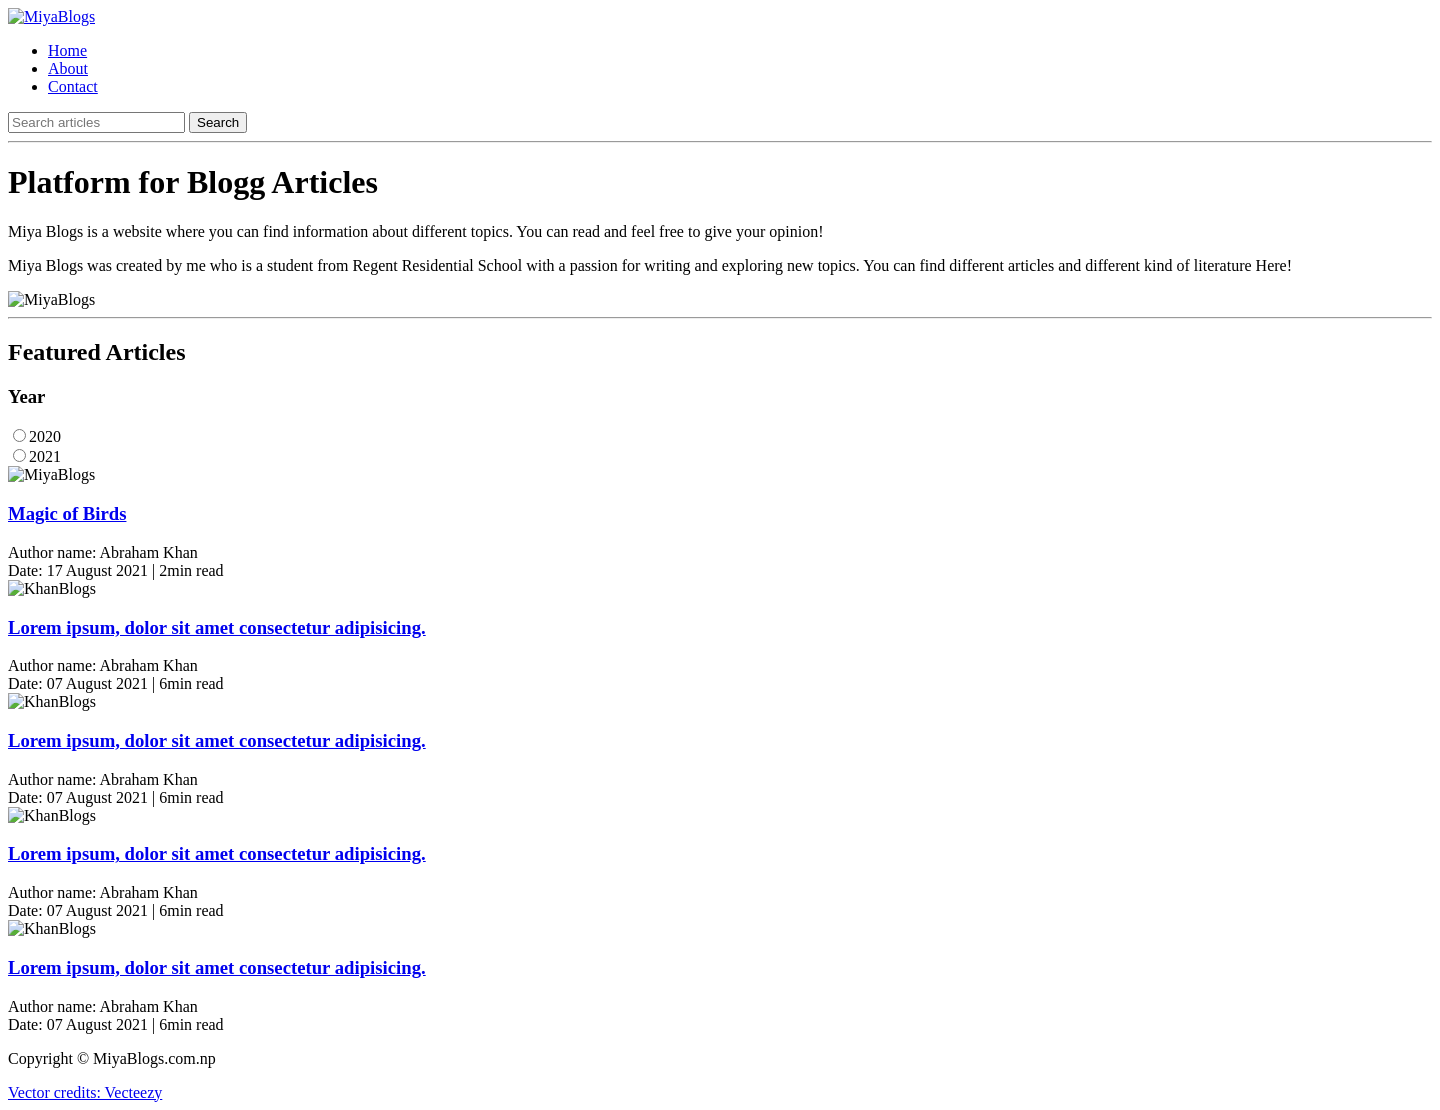 MiyaBlogs
Home
About
Contact
Search articles Search
Platform for Blogg Articles
Miya Blogs is a website where you can find information about different topics. You can read and feel free to give your opinion!
Miya Blogs was created by me who is a student from Regent Residential School with a passion for writing and exploring new topics. You can find different articles and different kind of literature Here!
MiyaBlogs
Featured Articles
Year
2020
2021
MiyaBlogs
Magic of Birds
Author name: Abraham Khan
Date: 17 August 2021 | 2min read
KhanBlogs
Lorem ipsum, dolor sit amet consectetur adipisicing.
Author name: Abraham Khan
Date: 07 August 2021 | 6min read
KhanBlogs
Lorem ipsum, dolor sit amet consectetur adipisicing.
Author name: Abraham Khan
Date: 07 August 2021 | 6min read
KhanBlogs
Lorem ipsum, dolor sit amet consectetur adipisicing.
Author name: Abraham Khan
Date: 07 August 2021 | 6min read
KhanBlogs
Lorem ipsum, dolor sit amet consectetur adipisicing.
Author name: Abraham Khan
Date: 07 August 2021 | 6min read
Copyright © MiyaBlogs.com.np
Vector credits: Vecteezy